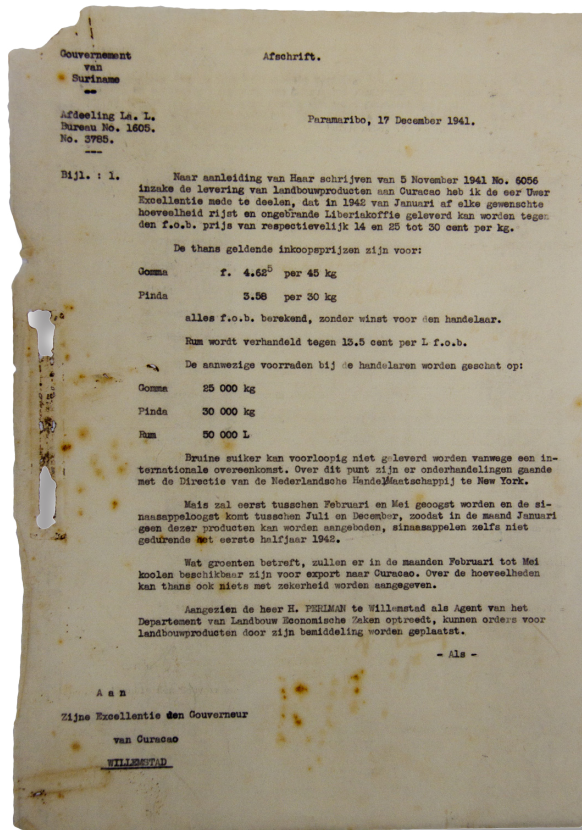 Gouvernement
van
Suriname
Afschrift.
Afdeeling La. L.
Bureau No. 1605.
No. 3785.
Paramaribo, 17 December 1941.
Bijl. : 1.
Naar aanleiding van Haar schrijven van 5 November 1941 No. 6056
inzake de levering van landbouwproducten aan Curacao heb ik de eer Uwer
Excellentie mede te deelen, dat in 1942 van Januari af elke gewenschte
hoeveelheid rijst en ongebrande Liberiakoffie geleverd kan worden tegen
den f.o.b. prijs van respectievelijk 14 en 25 tot 30 cent per kg.
De thans geldende inkoopsprijzen zijn voor:
Gomma f. 4.62⁵ per 45 kg
Pinda 3.58 per 30 kg
alles f.o.b. berekend, zonder winst voor den handelaar.
Rum wordt verhandeld tegen 13.5 cent per L f.o.b.
De aanwezige voorraden bij de handelaren worden geschat op:
Gomma 25 000 kg
Pinda 30 000 kg
Rum 50 000 L
Bruine suiker kan voorloopig niet geleverd worden vanwege een in-
ternationale overeenkomst. Over dit punt zijn er onderhandelingen gaande
met de Directie van de Nederlandsche HandelMaatschappij te New York.
Mais zal eerst tusschen Februari en Mei geoogst worden en de si-
naasappeloogst komt tusschen Juli en December, zoodat in de maand Januari
geen dezer producten kan worden aangeboden, sinaasappelen zelfs niet
gedurende het eerste halfjaar 1942.
Wat groenten betreft, zullen er in de maanden Februari tot Mei
koolen beschikbaar zijn voor export naar Curacao. Over de hoeveelheden
kan thans ook niets met zekerheid worden aangegeven.
Aangezien de heer H. PERLMAN te Willemstad als Agent van het
Departement van Landbouw Economische Zaken optreedt, kunnen orders voor
landbouwproducten door zijn bemiddeling worden geplaatst.
- Als -
A a n
Zijne Excellentie den Gouverneur
van Curacao
WILLEMSTAD